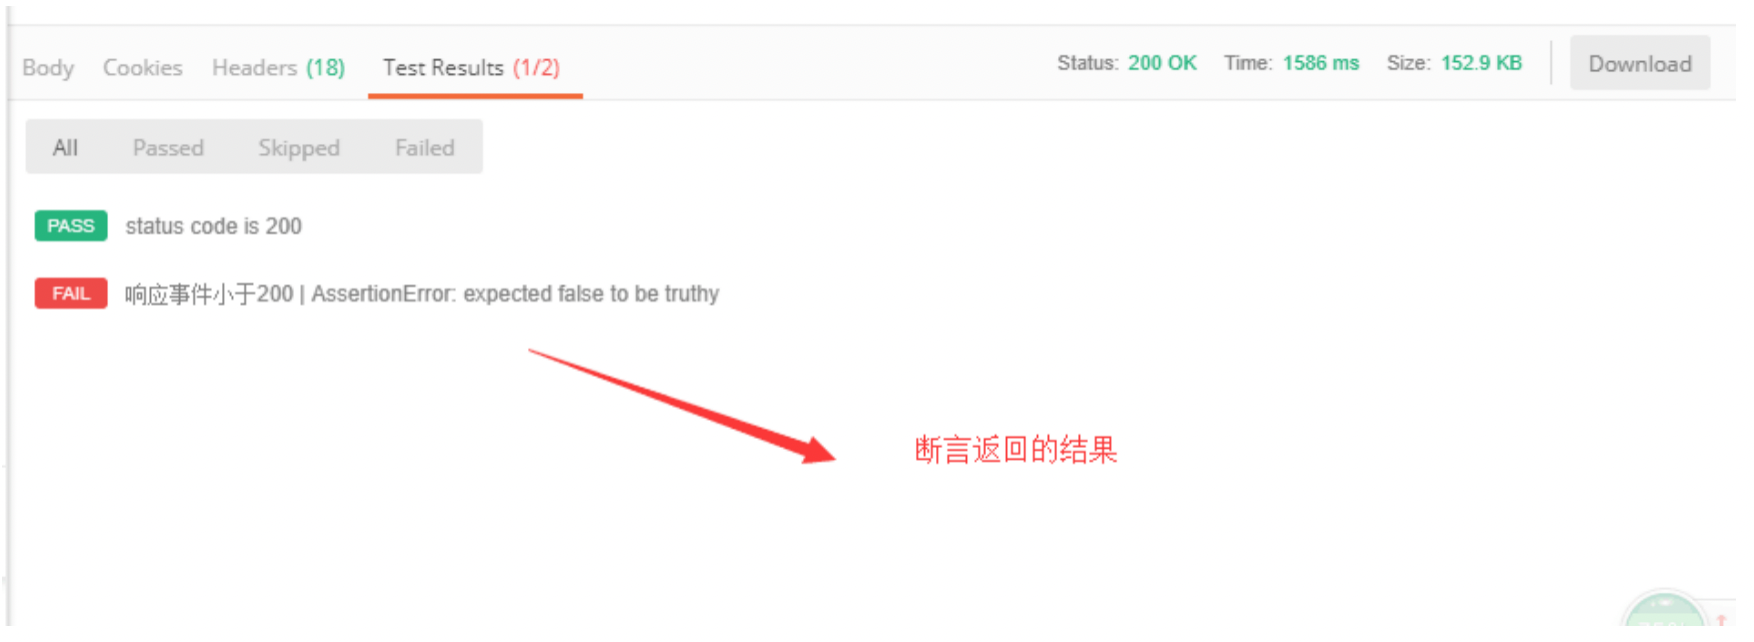 Body Cookies Headers (18) Test Results (1/2) Status: 200 OK Time: 1586 ms Size: 152.9 KB Download
All Passed Skipped Failed
PASS status code is 200
FAIL 响应事件小于200 | AssertionError: expected false to be truthy
断言返回的结果